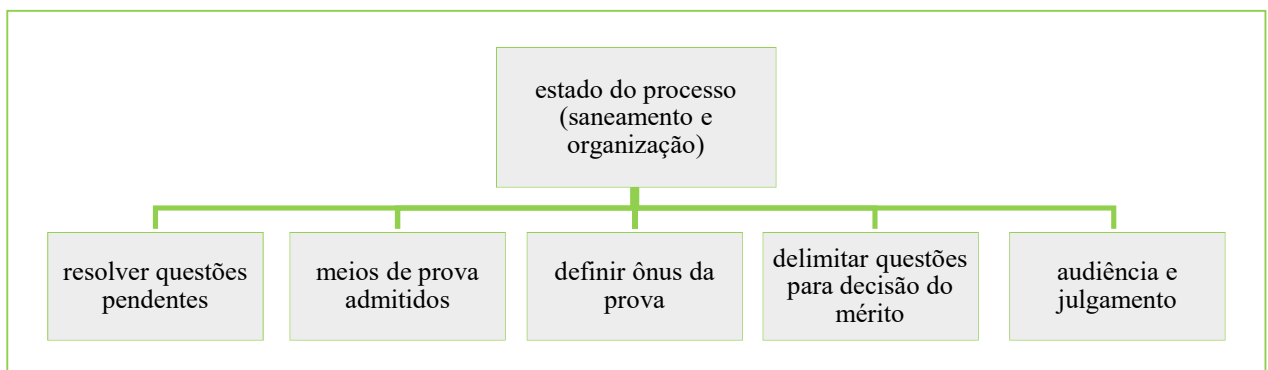 estado do processo
(saneamento e
organização)
resolver questões
pendentes
meios de prova
admitidos
definir ônus da
prova
delimitar questões
para decisão do
mérito
audiência e
julgamento